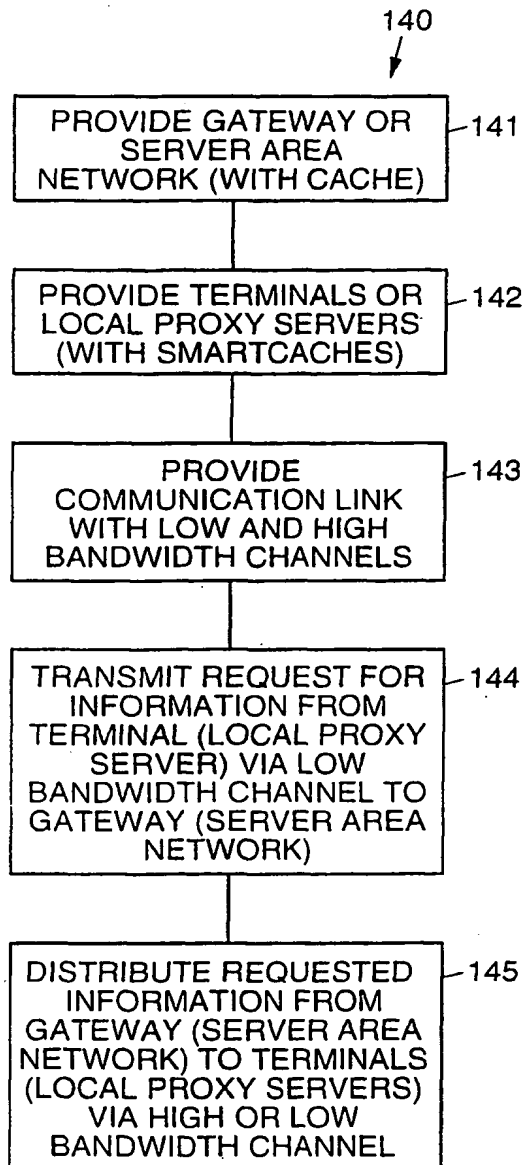 140
PROVIDE GATEWAY OR
SERVER AREA
NETWORK (WITH CACHE)
141
PROVIDE TERMINALS OR
LOCAL PROXY SERVERS
(WITH SMARTCACHES)
142
PROVIDE
COMMUNICATION LINK
WITH LOW AND HIGH
BANDWIDTH CHANNELS
143
TRANSMIT REQUEST FOR
INFORMATION FROM
TERMINAL (LOCAL PROXY
SERVER) VIA LOW
BANDWIDTH CHANNEL TO
GATEWAY (SERVER AREA
NETWORK)
144
DISTRIBUTE REQUESTED
INFORMATION FROM
GATEWAY (SERVER AREA
NETWORK) TO TERMINALS
(LOCAL PROXY SERVERS)
VIA HIGH OR LOW
BANDWIDTH CHANNEL
145